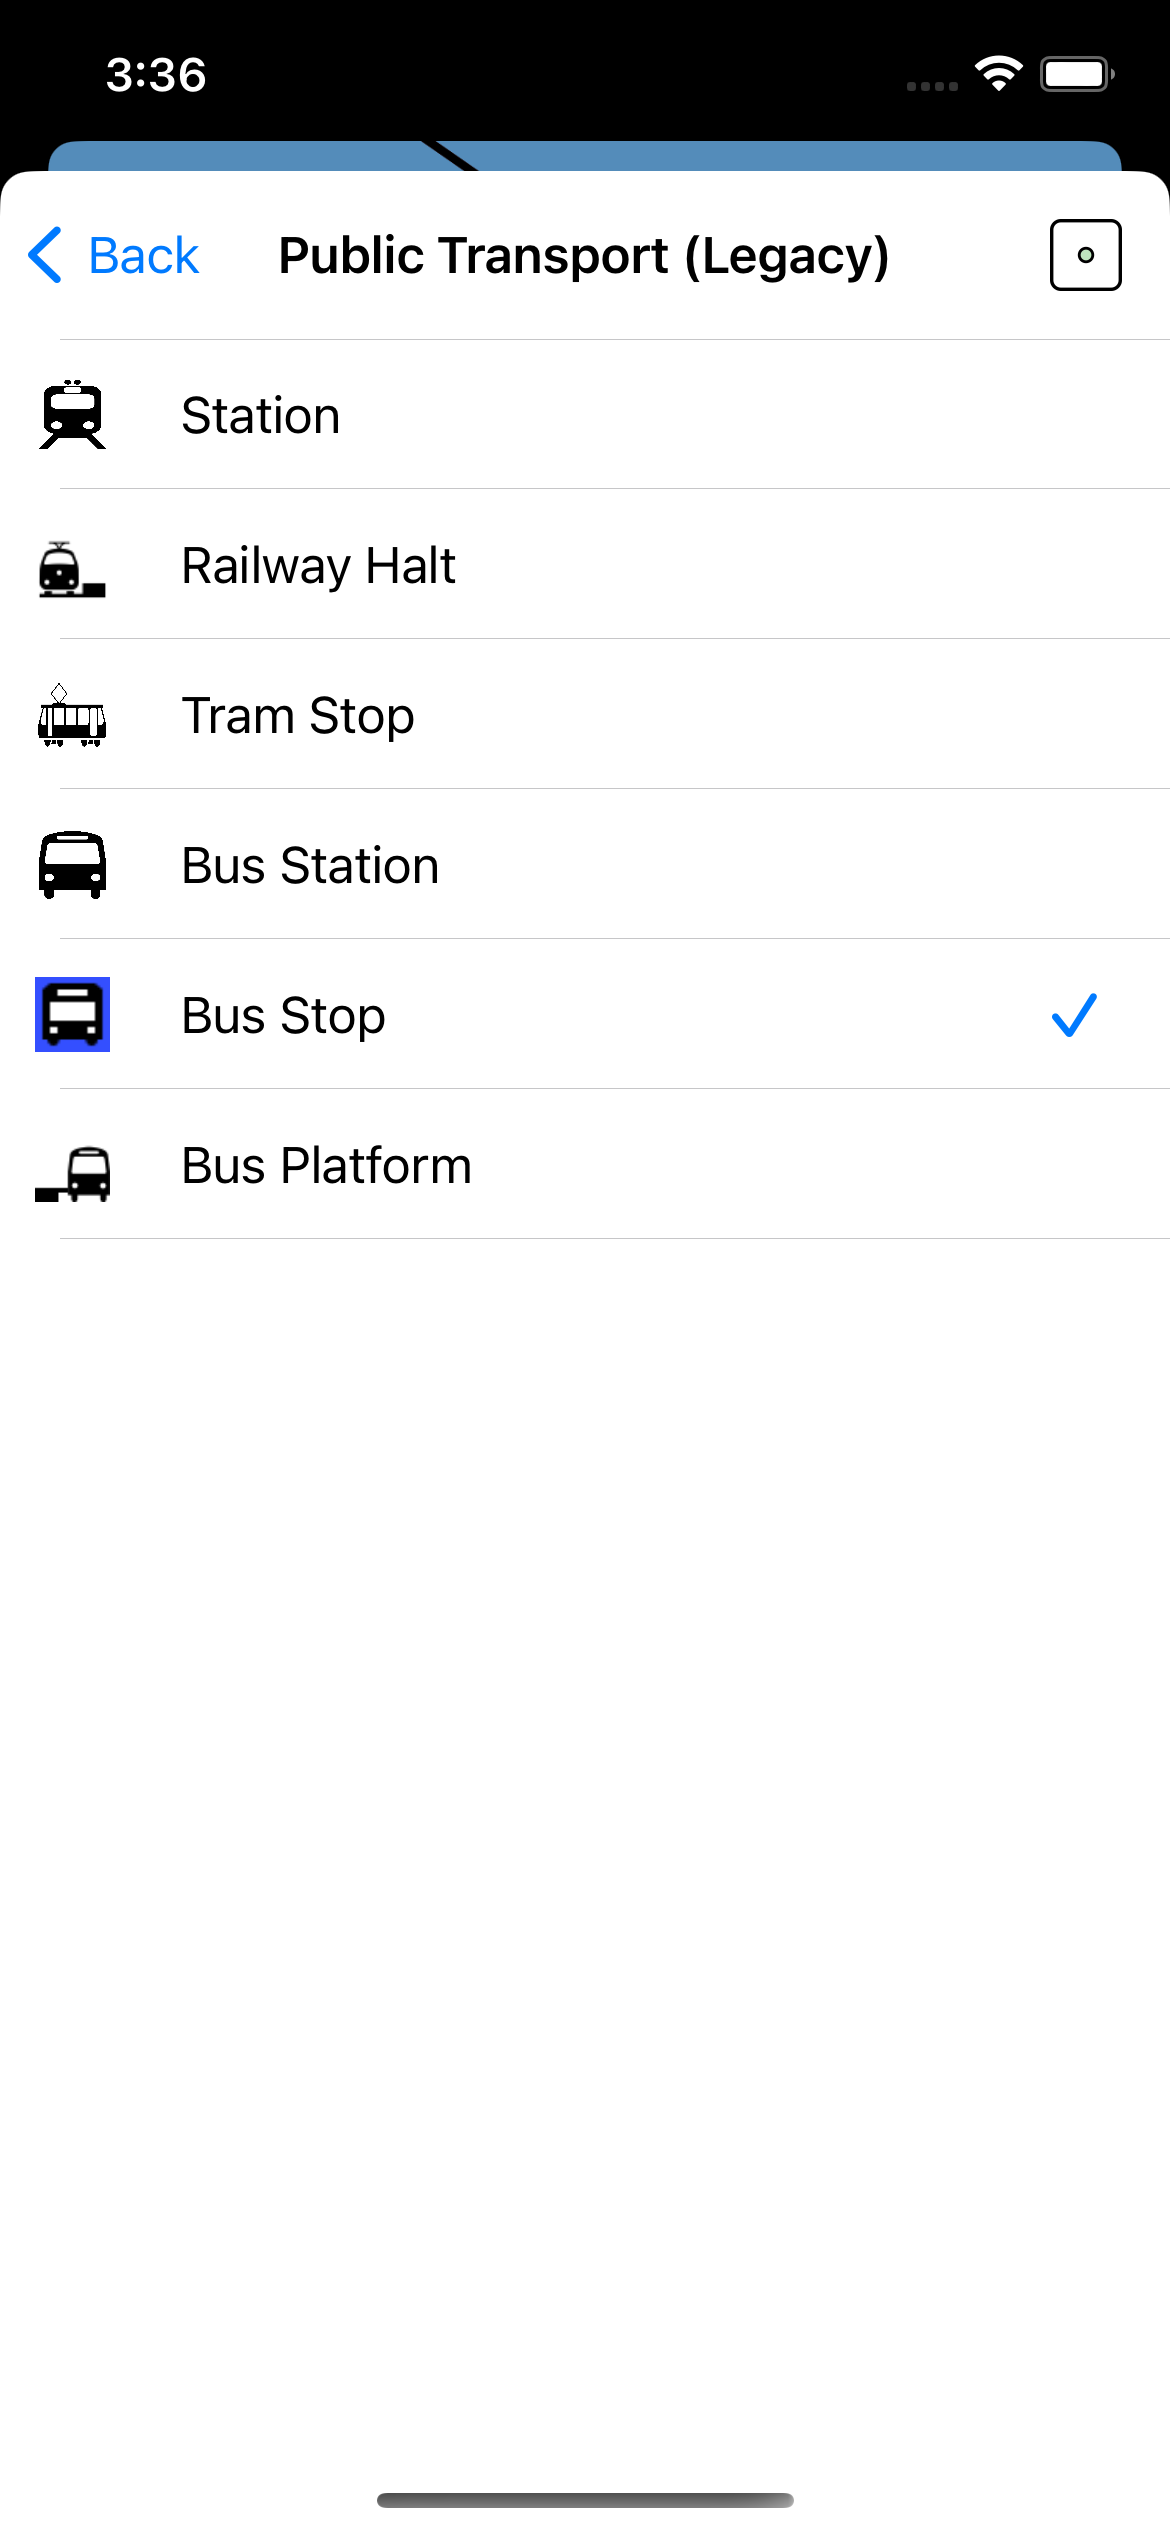 3:36
Back
Public Transport (Legacy)
Station
Railway Halt
Tram Stop
Bus Station
Bus Stop
Bus Platform